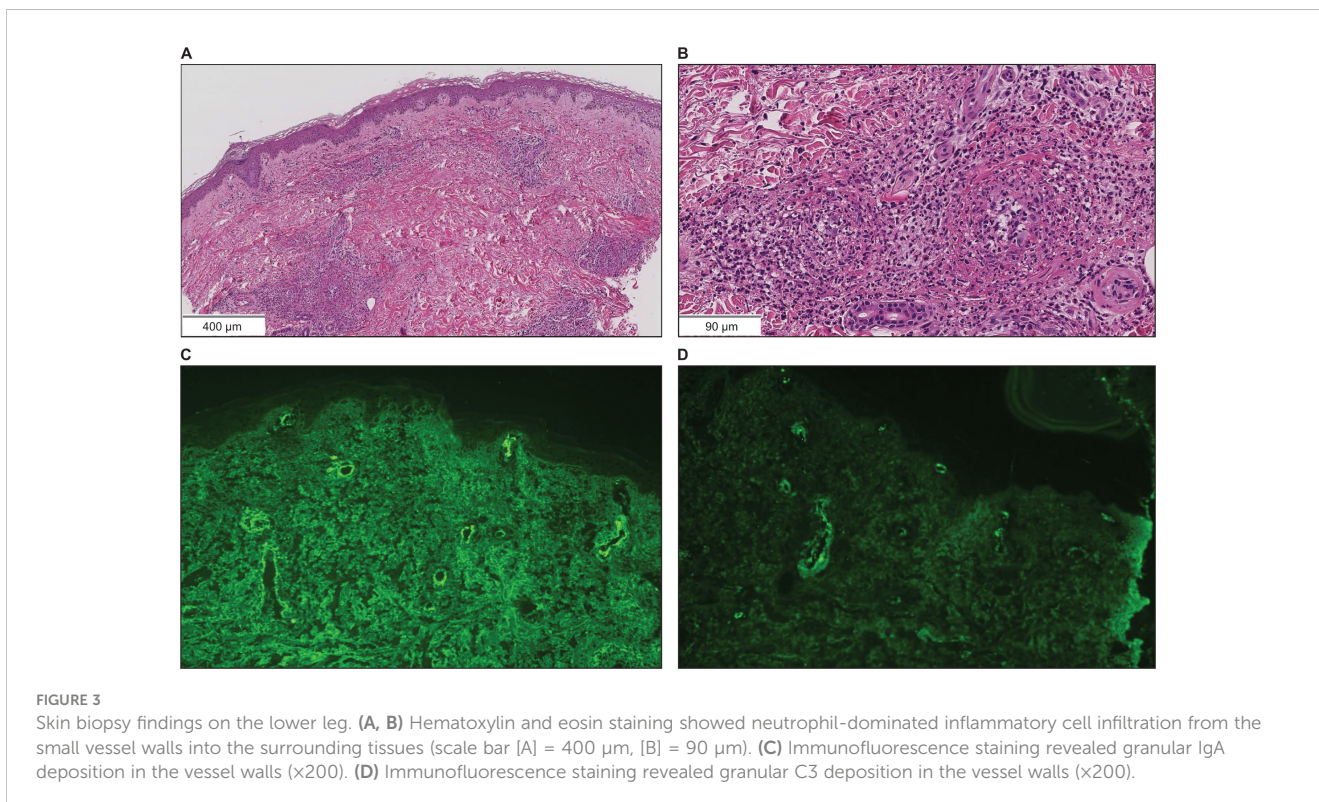 A
B
400 µm
90 µm
C
D
FIGURE 3
Skin biopsy findings on the lower leg. (A, B) Hematoxylin and eosin staining showed neutrophil-dominated inflammatory cell infiltration from the
small vessel walls into the surrounding tissues (scale bar [A] = 400 µm, [B] = 90 µm). (C) Immunofluorescence staining revealed granular IgA
deposition in the vessel walls (×200). (D) Immunofluorescence staining revealed granular C3 deposition in the vessel walls (×200).